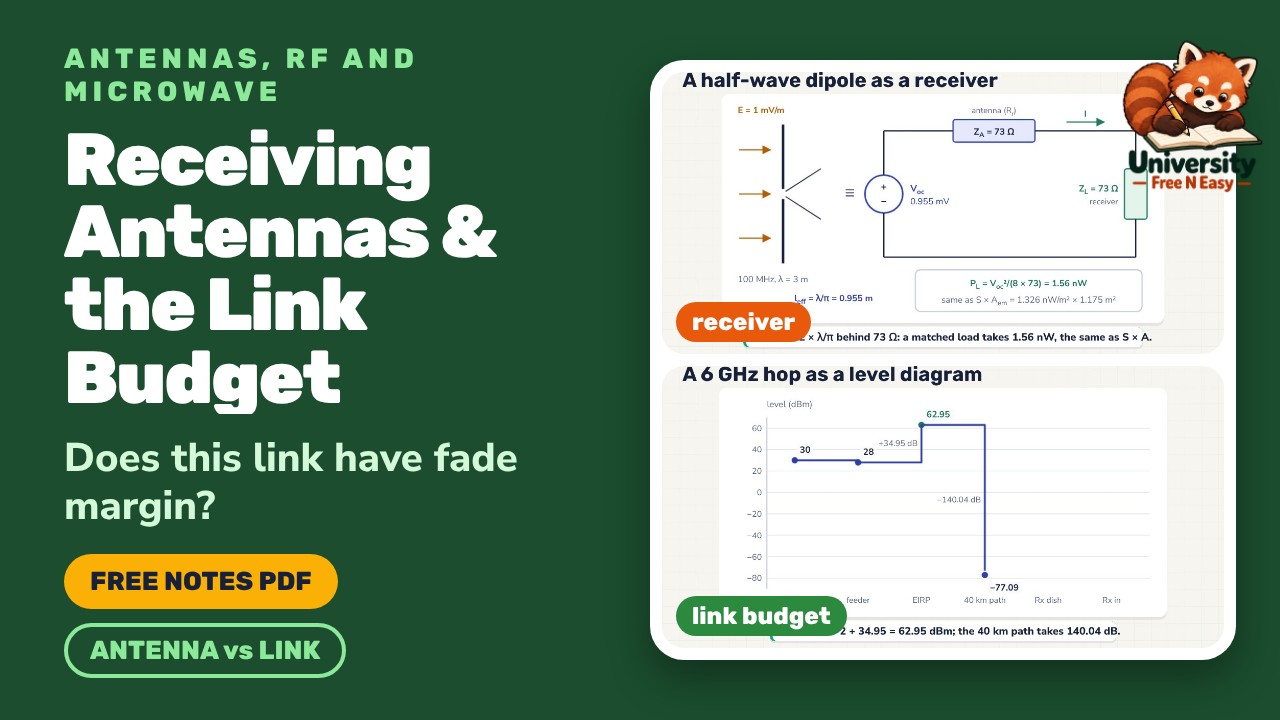 ANTENNAS, RF AND
MICROWAVE
Receiving
Antennas &
the Link
Budget
Does this link have fade
margin?
FREE NOTES PDF
ANTENNA vs LINK
A half-wave dipole as a receiver
E = 1 mV/m
antenna (Rᵣ)
Z_A = 73 Ω
I
≡
+
−
V_oc
0.955 mV
Z_L = 73 Ω
receiver
100 MHz, λ = 3 m
l_eff = λ/π = 0.955 m
P_L = V_oc²/(8 × 73) = 1.56 nW
same as S × A_em = 1.326 nW/m² × 1.175 m²
receiver
× λ/π behind 73 Ω: a matched load takes 1.56 nW, the same as S × A.
University
Free N Easy
A 6 GHz hop as a level diagram
level (dBm)
60
40
20
0
−20
−40
−60
−80
30
28
+34.95 dB
62.95
−140.04 dB
−77.09
feeder
EIRP
40 km path
Rx dish
Rx in
link budget
2 + 34.95 = 62.95 dBm; the 40 km path takes 140.04 dB.